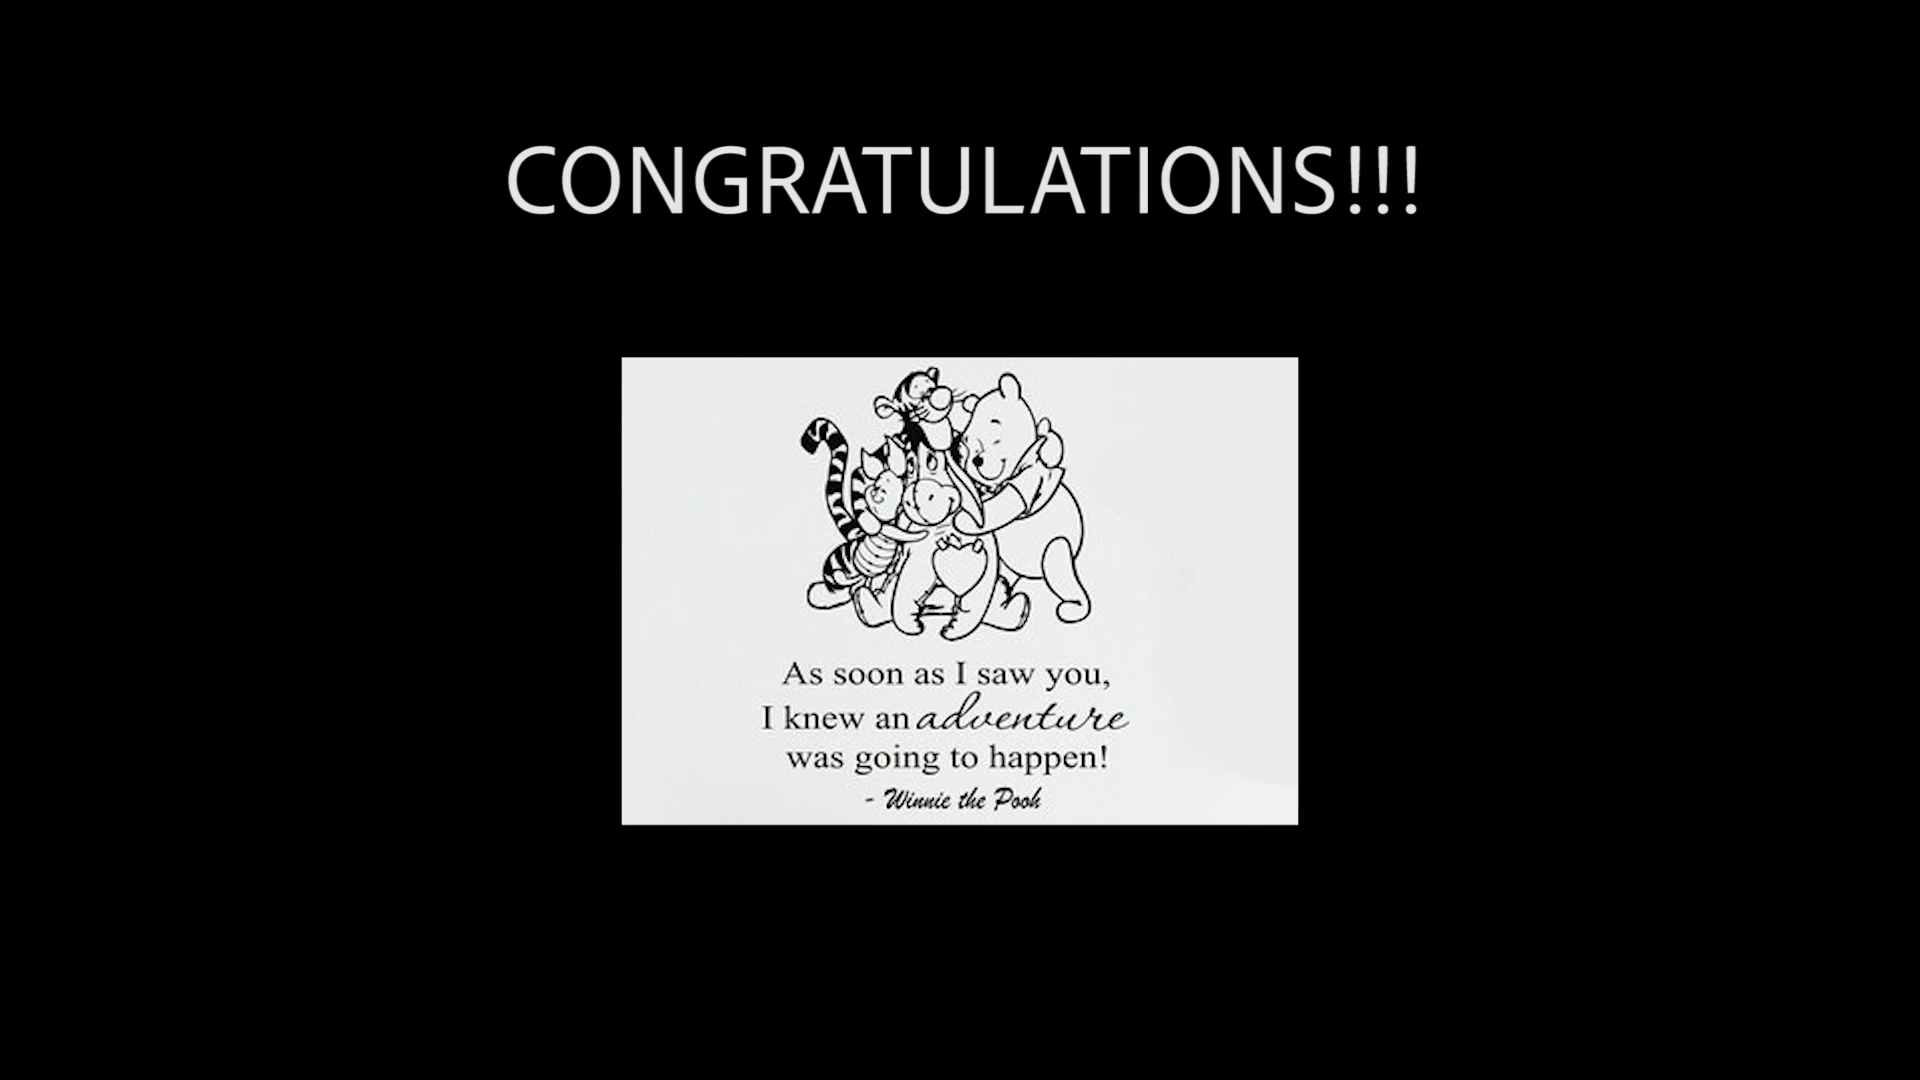 CONGRATULATIONS!!!
As soon as I saw you,
I knew an adventure
was going to happen!
- Winnie the Pooh